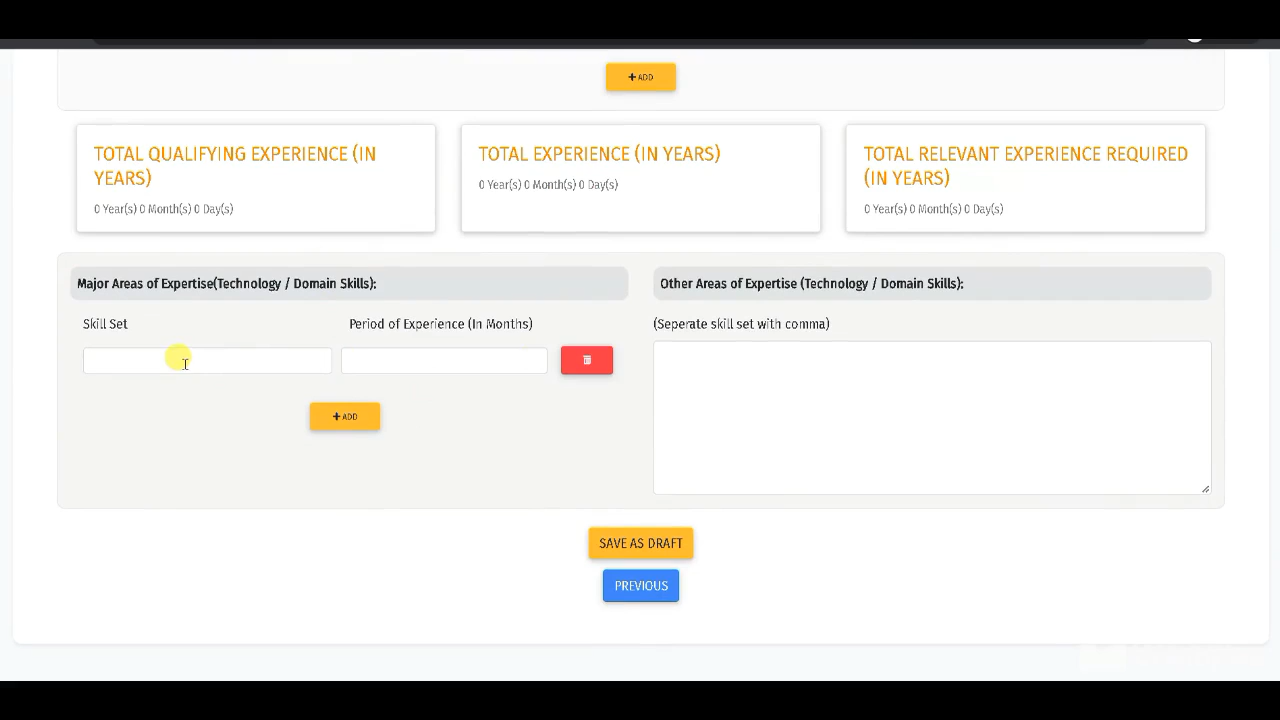 + ADD
TOTAL QUALIFYING EXPERIENCE (IN
YEARS)
0 Year(s) 0 Month(s) 0 Day(s)
TOTAL EXPERIENCE (IN YEARS)
0 Year(s) 0 Month(s) 0 Day(s)
TOTAL RELEVANT EXPERIENCE REQUIRED
(IN YEARS)
0 Year(s) 0 Month(s) 0 Day(s)
Major Areas of Expertise(Technology / Domain Skills):
Skill Set Period of Experience (In Months)
+ ADD
Other Areas of Expertise (Technology / Domain Skills):
(Seperate skill set with comma)
SAVE AS DRAFT
PREVIOUS